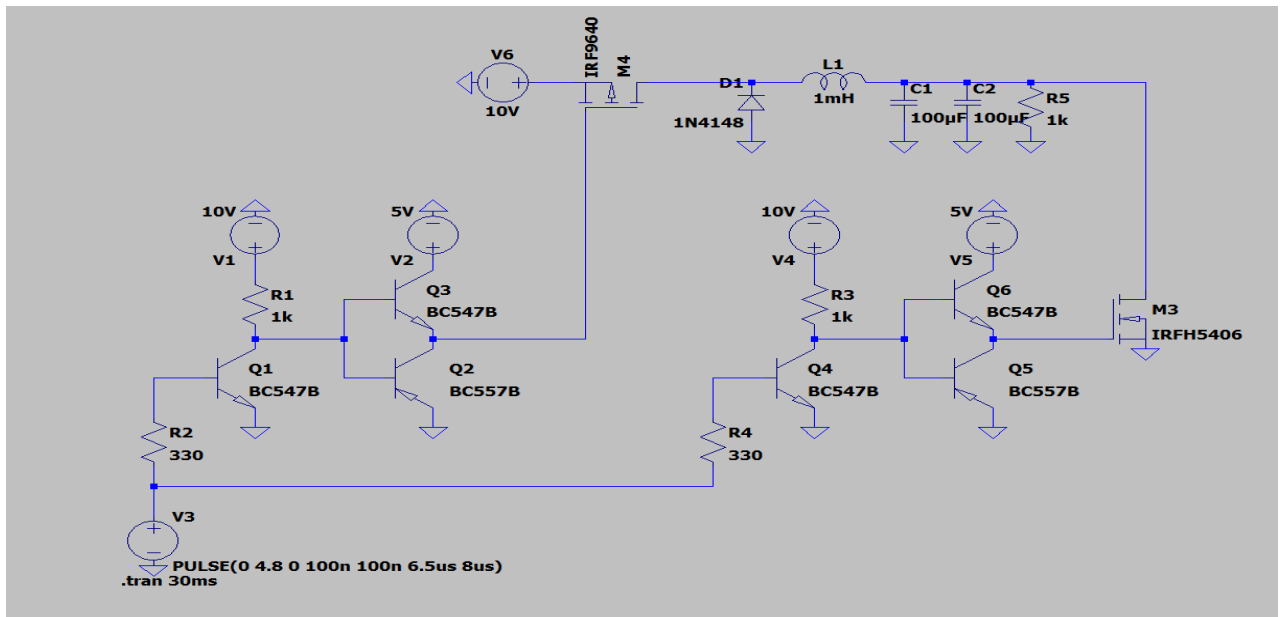 V6
10V
IRF9640
M4
D1
1N4148
L1
1mH
C1
100µF
C2
100µF
R5
1k
10V
V1
5V
V2
R1
1k
Q3
BC547B
Q1
BC547B
Q2
BC557B
R2
330
10V
V4
5V
V5
R3
1k
Q6
BC547B
M3
IRFH5406
Q4
BC547B
Q5
BC557B
R4
330
V3
PULSE(0 4.8 0 100n 100n 6.5us 8us)
.tran 30ms